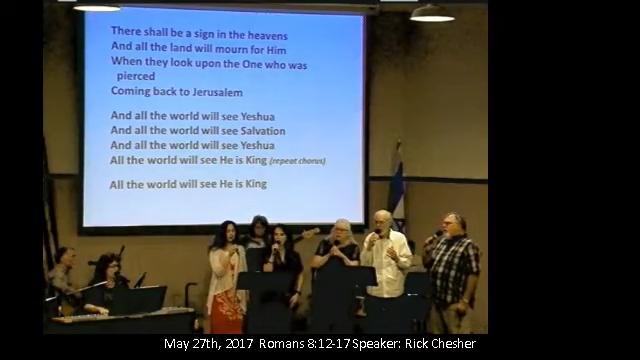 There shall be a sign in the heavens
And all the land will mourn for Him
When they look upon the One who was
pierced
Coming back to Jerusalem
And all the world will see Yeshua
And all the world will see Salvation
And all the world will see Yeshua
All the world will see He is King (repeat chorus)
All the world will see He is King
May 27th, 2017 Romans 8:12-17 Speaker: Rick Chesher